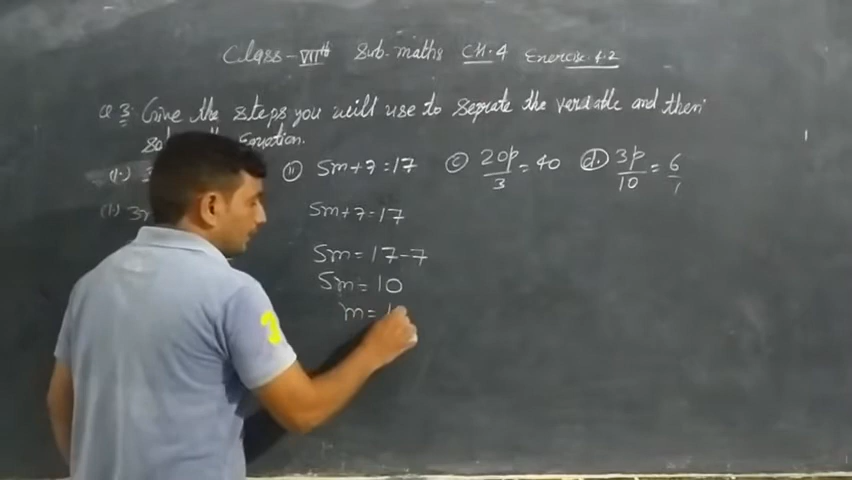 Class - VIIth Sub. maths CH. 4 Exercise. 4.2
Q 3. Give the steps you will use to seprate the variable and then
Equation.
(ii) 5m + 7 = 17 (c) 20p/3 = 40 (d). 3p/10 = 6/1
5m + 7 = 17
5m = 17 - 7
5m = 10
m =